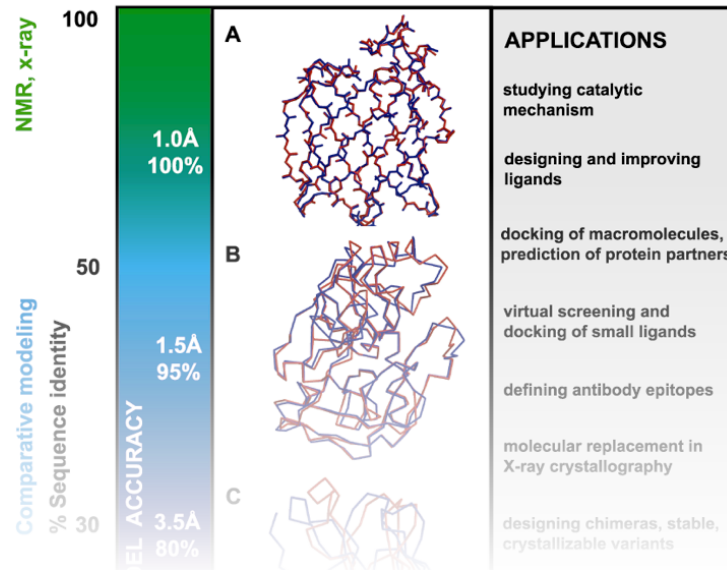 100
NMR, x-ray
A
APPLICATIONS
studying catalytic
mechanism
1.0Å
100%
designing and improving
ligands
docking of macromolecules,
prediction of protein partners
50
B
virtual screening and
docking of small ligands
1.5Å
95%
Comparative modeling
% Sequence identity
defining antibody epitopes
molecular replacement in
X-ray crystallography
ACCURACY
C
30
3.5Å
80%
designing chimeras, stable,
crystallizable variants